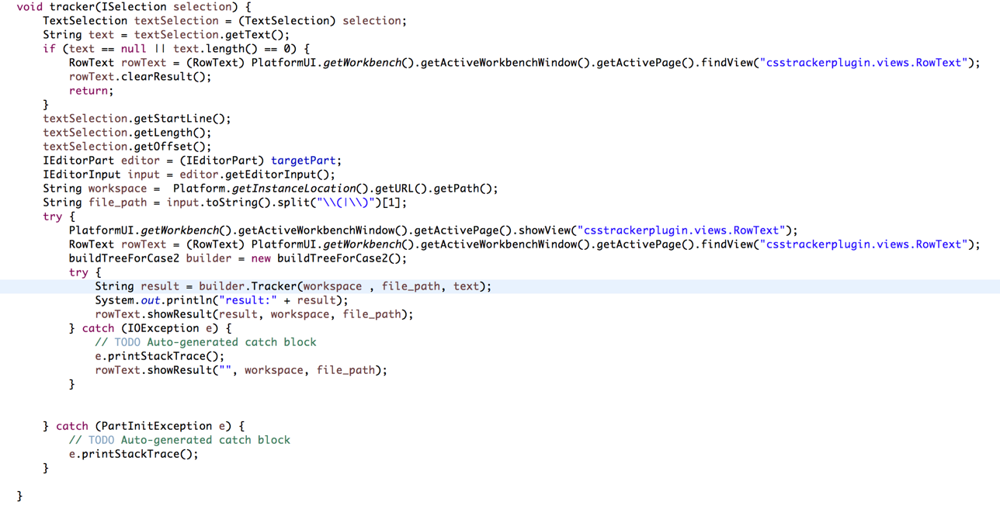 void tracker(ISelection selection) {
    TextSelection textSelection = (TextSelection) selection;
    String text = textSelection.getText();
    if (text == null || text.length() == 0) {
        RowText rowText = (RowText) PlatformUI.getWorkbench().getActiveWorkbenchWindow().getActivePage().findView("csstrackerplugin.views.RowText");
        rowText.clearResult();
        return;
    }
    textSelection.getStartLine();
    textSelection.getLength();
    textSelection.getOffset();
    IEditorPart editor = (IEditorPart) targetPart;
    IEditorInput input = editor.getEditorInput();
    String workspace =  Platform.getInstanceLocation().getURL().getPath();
    String file_path = input.toString().split("\\(|\\)")[1];
    try {
        PlatformUI.getWorkbench().getActiveWorkbenchWindow().getActivePage().showView("csstrackerplugin.views.RowText");
        RowText rowText = (RowText) PlatformUI.getWorkbench().getActiveWorkbenchWindow().getActivePage().findView("csstrackerplugin.views.RowText");
        buildTreeForCase2 builder = new buildTreeForCase2();
        try {
            String result = builder.Tracker(workspace , file_path, text);
            System.out.println("result:" + result);
            rowText.showResult(result, workspace, file_path);
        } catch (IOException e) {
            // TODO Auto-generated catch block
            e.printStackTrace();
            rowText.showResult("", workspace, file_path);
        }
    } catch (PartInitException e) {
        // TODO Auto-generated catch block
        e.printStackTrace();
    }
}